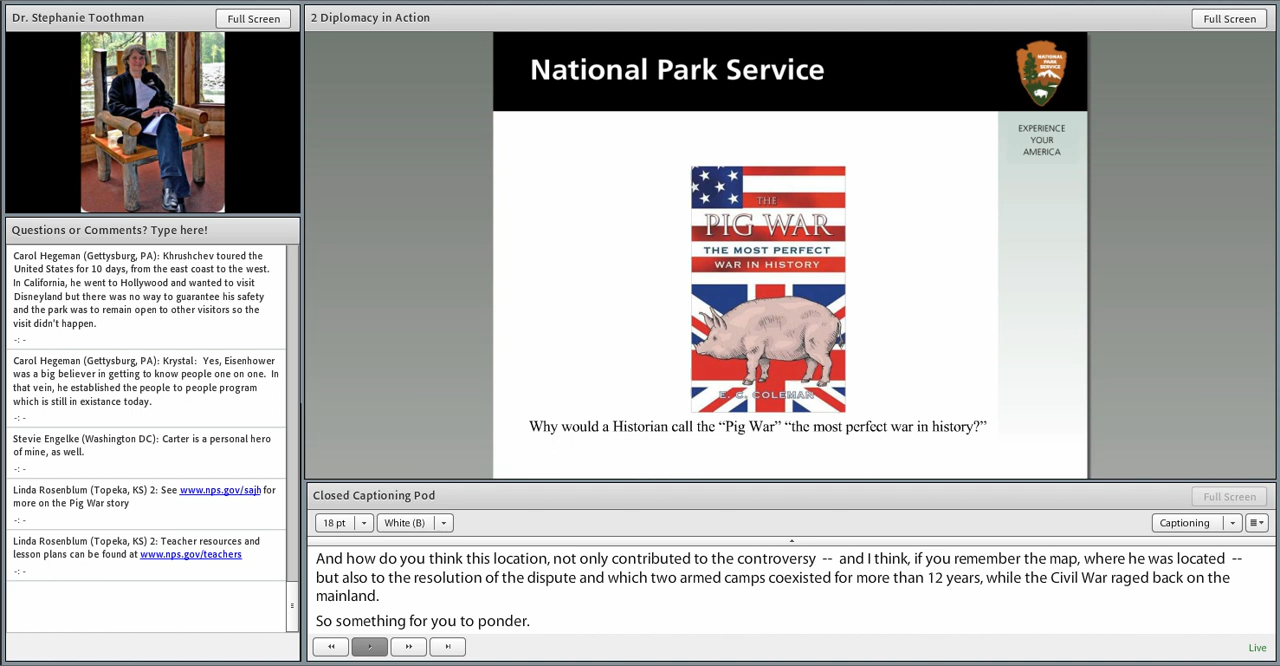 Dr. Stephanie Toothman
Full Screen
2 Diplomacy in Action
Full Screen
National Park Service
NATIONAL
PARK
SERVICE
EXPERIENCE
YOUR
AMERICA
THE
PIG WAR
THE MOST PERFECT
WAR IN HISTORY
E. C. COLEMAN
Why would a Historian call the “Pig War” “the most perfect war in history?”
Questions or Comments? Type here!
Carol Hegeman (Gettysburg, PA): Khrushchev toured the
United States for 10 days, from the east coast to the west.
In California, he went to Hollywood and wanted to visit
Disneyland but there was no way to guarantee his safety
and the park was to remain open to other visitors so the
visit didn't happen.
-: -
Carol Hegeman (Gettysburg, PA): Krystal: Yes, Eisenhower
was a big believer in getting to know people one on one. In
that vein, he established the people to people program
which is still in existance today.
-: -
Stevie Engelke (Washington DC): Carter is a personal hero
of mine, as well.
-: -
Linda Rosenblum (Topeka, KS) 2: See www.nps.gov/sajh for
more on the Pig War story
-: -
Linda Rosenblum (Topeka, KS) 2: Teacher resources and
lesson plans can be found at www.nps.gov/teachers
-: -
Closed Captioning Pod
Full Screen
18 pt
White (B)
Captioning
And how do you think this location, not only contributed to the controversy -- and I think, if you remember the map, where he was located --
but also to the resolution of the dispute and which two armed camps coexisted for more than 12 years, while the Civil War raged back on the
mainland.
So something for you to ponder.
Live